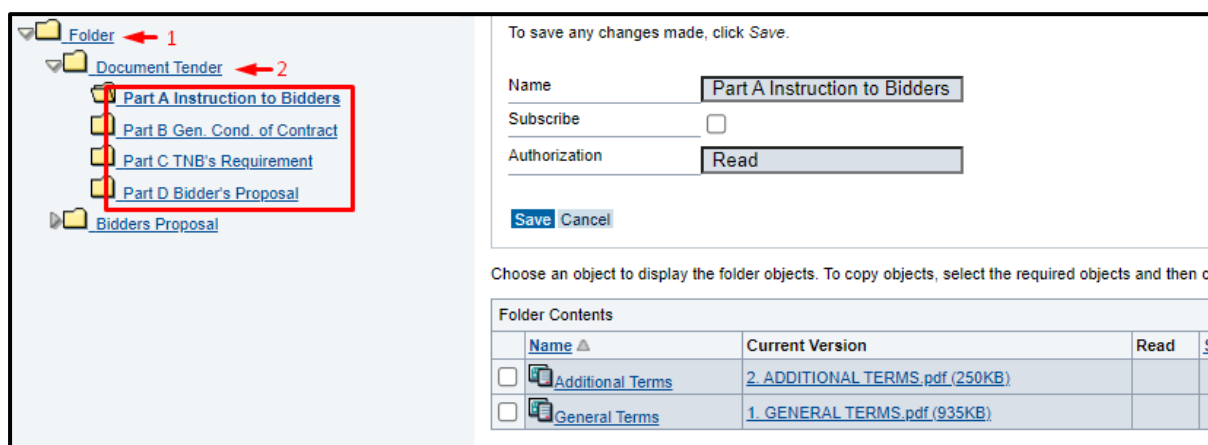 Folder 1
Document Tender 2
Part A Instruction to Bidders
Part B Gen. Cond. of Contract
Part C TNB's Requirement
Part D Bidder's Proposal
Bidders Proposal
To save any changes made, click Save.
Name Part A Instruction to Bidders
Subscribe
Authorization Read
Save Cancel
Choose an object to display the folder objects. To copy objects, select the required objects and then
Folder Contents
Name Current Version Read
Additional Terms 2. ADDITIONAL TERMS.pdf (250KB)
General Terms 1. GENERAL TERMS.pdf (935KB)